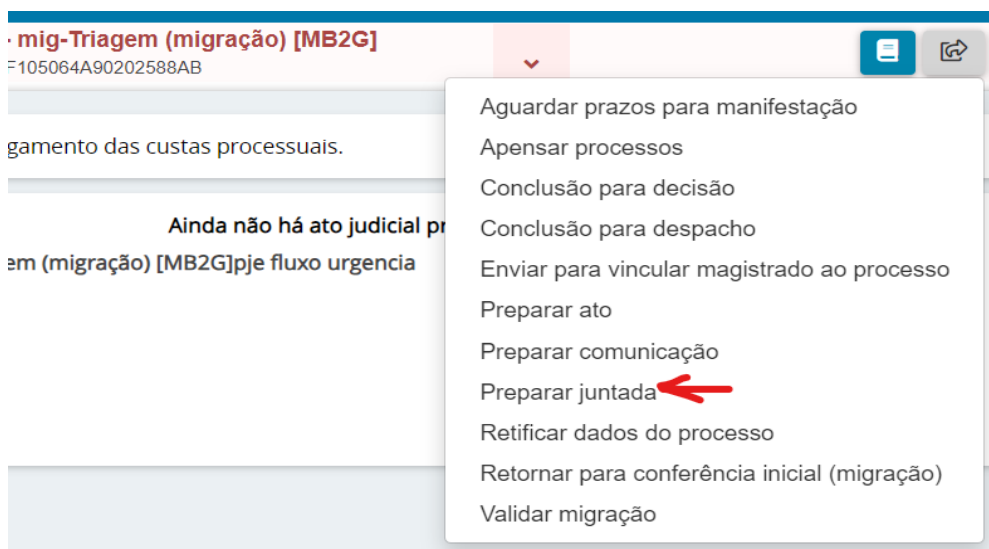 - mig-Triagem (migração) [MB2G]
F105064A90202588AB
gamento das custas processuais.
Ainda não há ato judicial pr
em (migração) [MB2G]pje fluxo urgencia
Aguardar prazos para manifestação
Apensar processos
Conclusão para decisão
Conclusão para despacho
Enviar para vincular magistrado ao processo
Preparar ato
Preparar comunicação
Preparar juntada
Retificar dados do processo
Retornar para conferência inicial (migração)
Validar migração